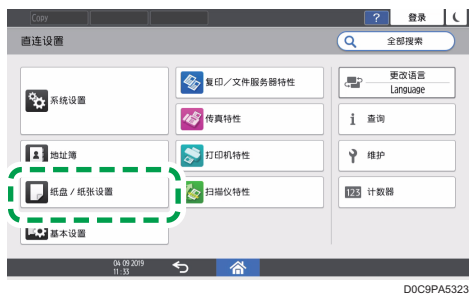 Copy
? 登录
直连设置
全部搜索
系统设置
复印／文件服务器特性
更改语言
Language
传真特性
i 查询
地址簿
打印机特性
维护
纸盘 / 纸张设置
扫描仪特性
123 计数器
基本设置
04 09 2019
11 : 33
D0C9PA5323